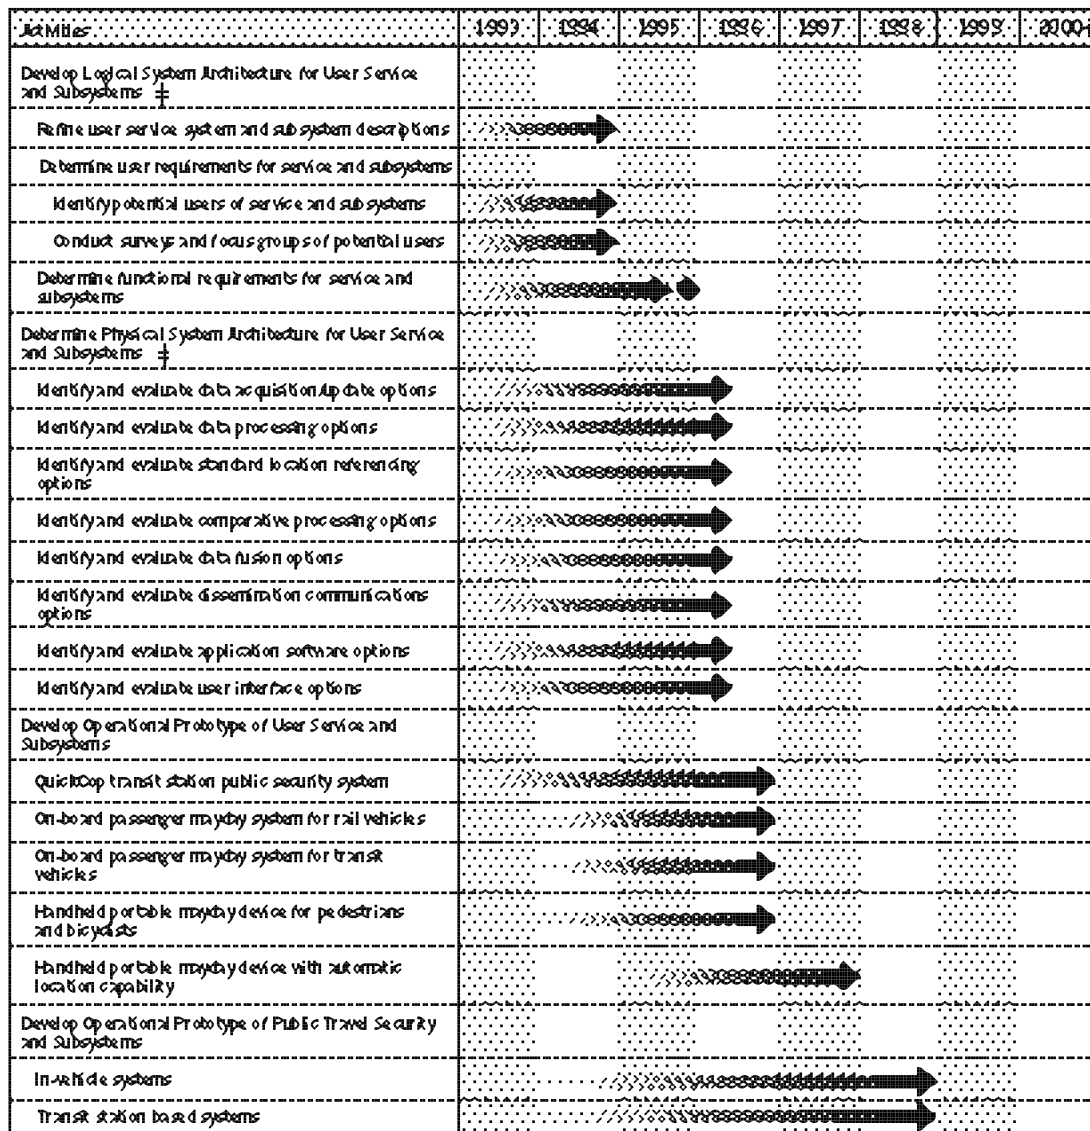 Activities 1993 1994 1995 1996 1997 1998 1999 2000+
Develop Logical System Architecture for User Service
and Subsystems ‡
Refine user service system and subsystem descriptions
Determine user requirements for service and subsystems
Identify potential users of service and subsystems
Conduct surveys and focus groups of potential users
Determine functional requirements for service and
subsystems
Determine Physical System Architecture for User Service
and Subsystems ‡
Identify and evaluate data acquisition/update options
Identify and evaluate data processing options
Identify and evaluate standard location referencing
options
Identify and evaluate comparative processing options
Identify and evaluate data fusion options
Identify and evaluate dissemination communications
options
Identify and evaluate application software options
Identify and evaluate user interface options
Develop Operational Prototype of User Service and
Subsystems
QuickCop transit station public security system
On-board passenger mayday system for rail vehicles
On-board passenger mayday system for transit
vehicles
Handheld portable mayday device for pedestrians
and bicyclists
Handheld portable mayday device with automatic
location capability
Develop Operational Prototype of Public Travel Security
and Subsystems
In-vehicle systems
Transit station based systems